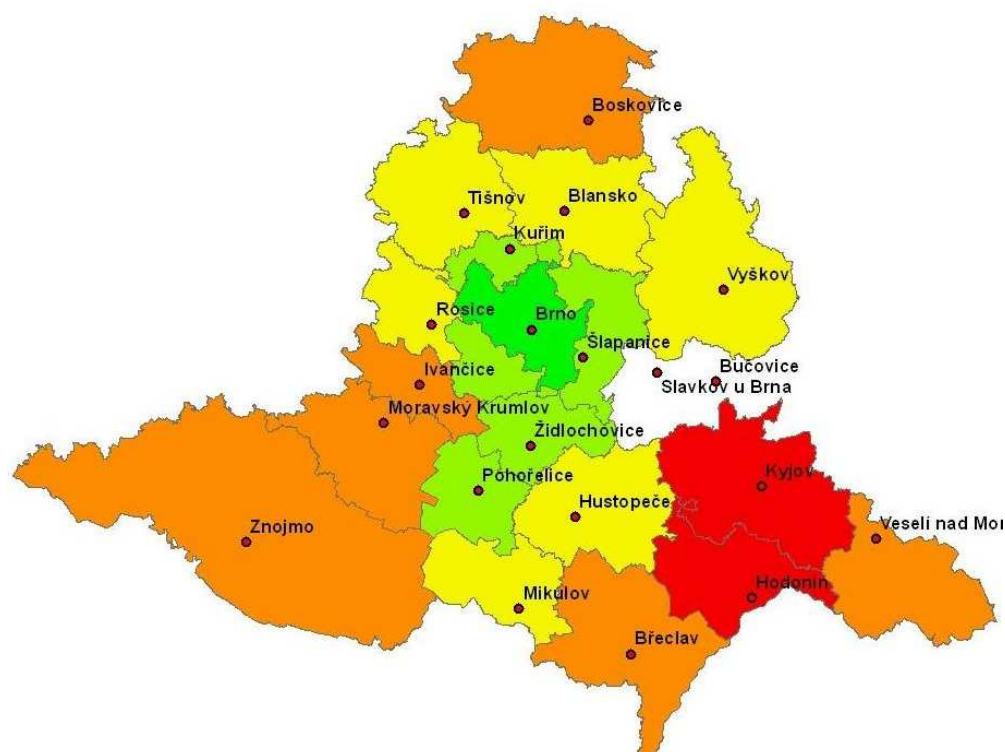 Boskovice
Tišnov
Blansko
Kuřim
Vyškov
Rosice
Brno
Šlapanice
Bučovice
Ivančice
Slavkov u Brna
Moravský Krumlov
Židlochovice
Kyjov
Pohořelice
Hustopeče
Znojmo
Veselí nad Mor
Hodonín
Mikulov
Břeclav